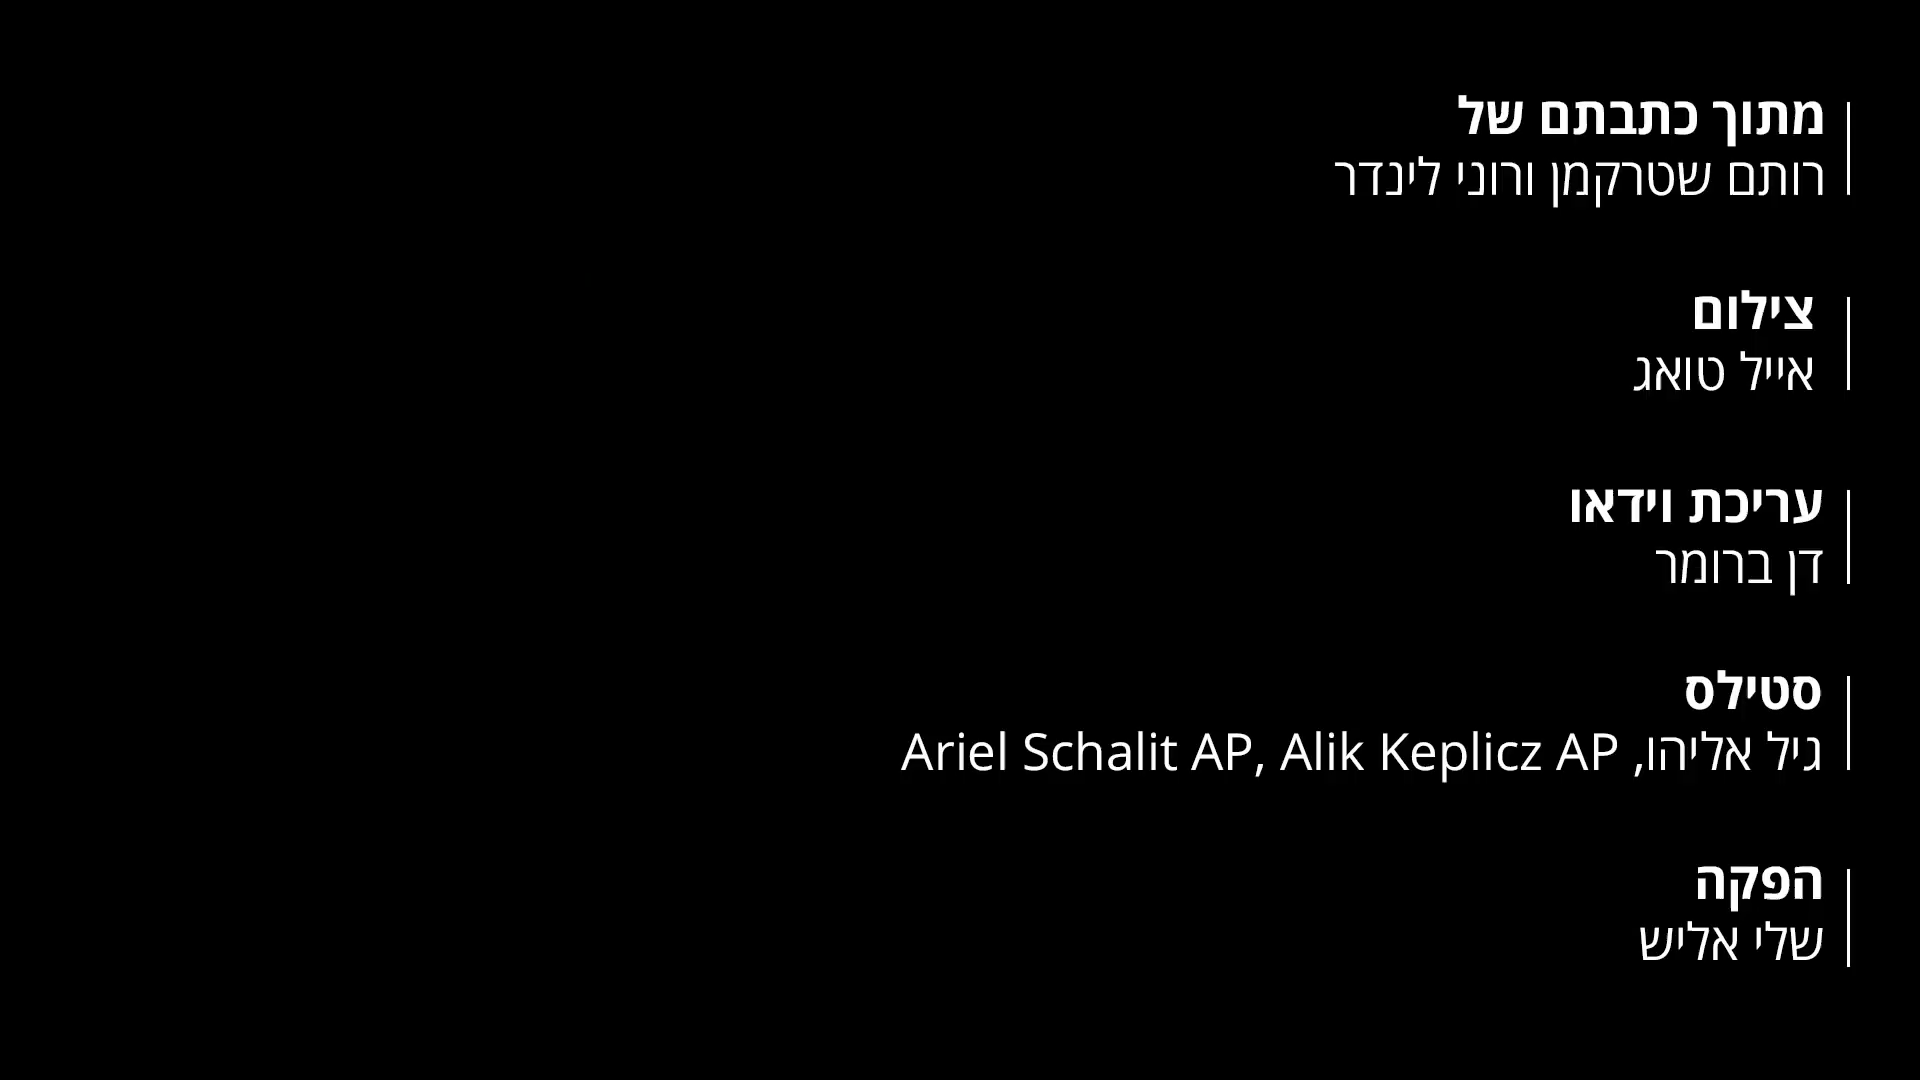 מתוך כתבתם של
רותם שטרקמן ורוני לינדר
צילום
אייל טואג
עריכת וידאו
דן ברומר
סטילס
גיל אליהו, Ariel Schalit AP, Alik Keplicz AP
הפקה
שלי אליש